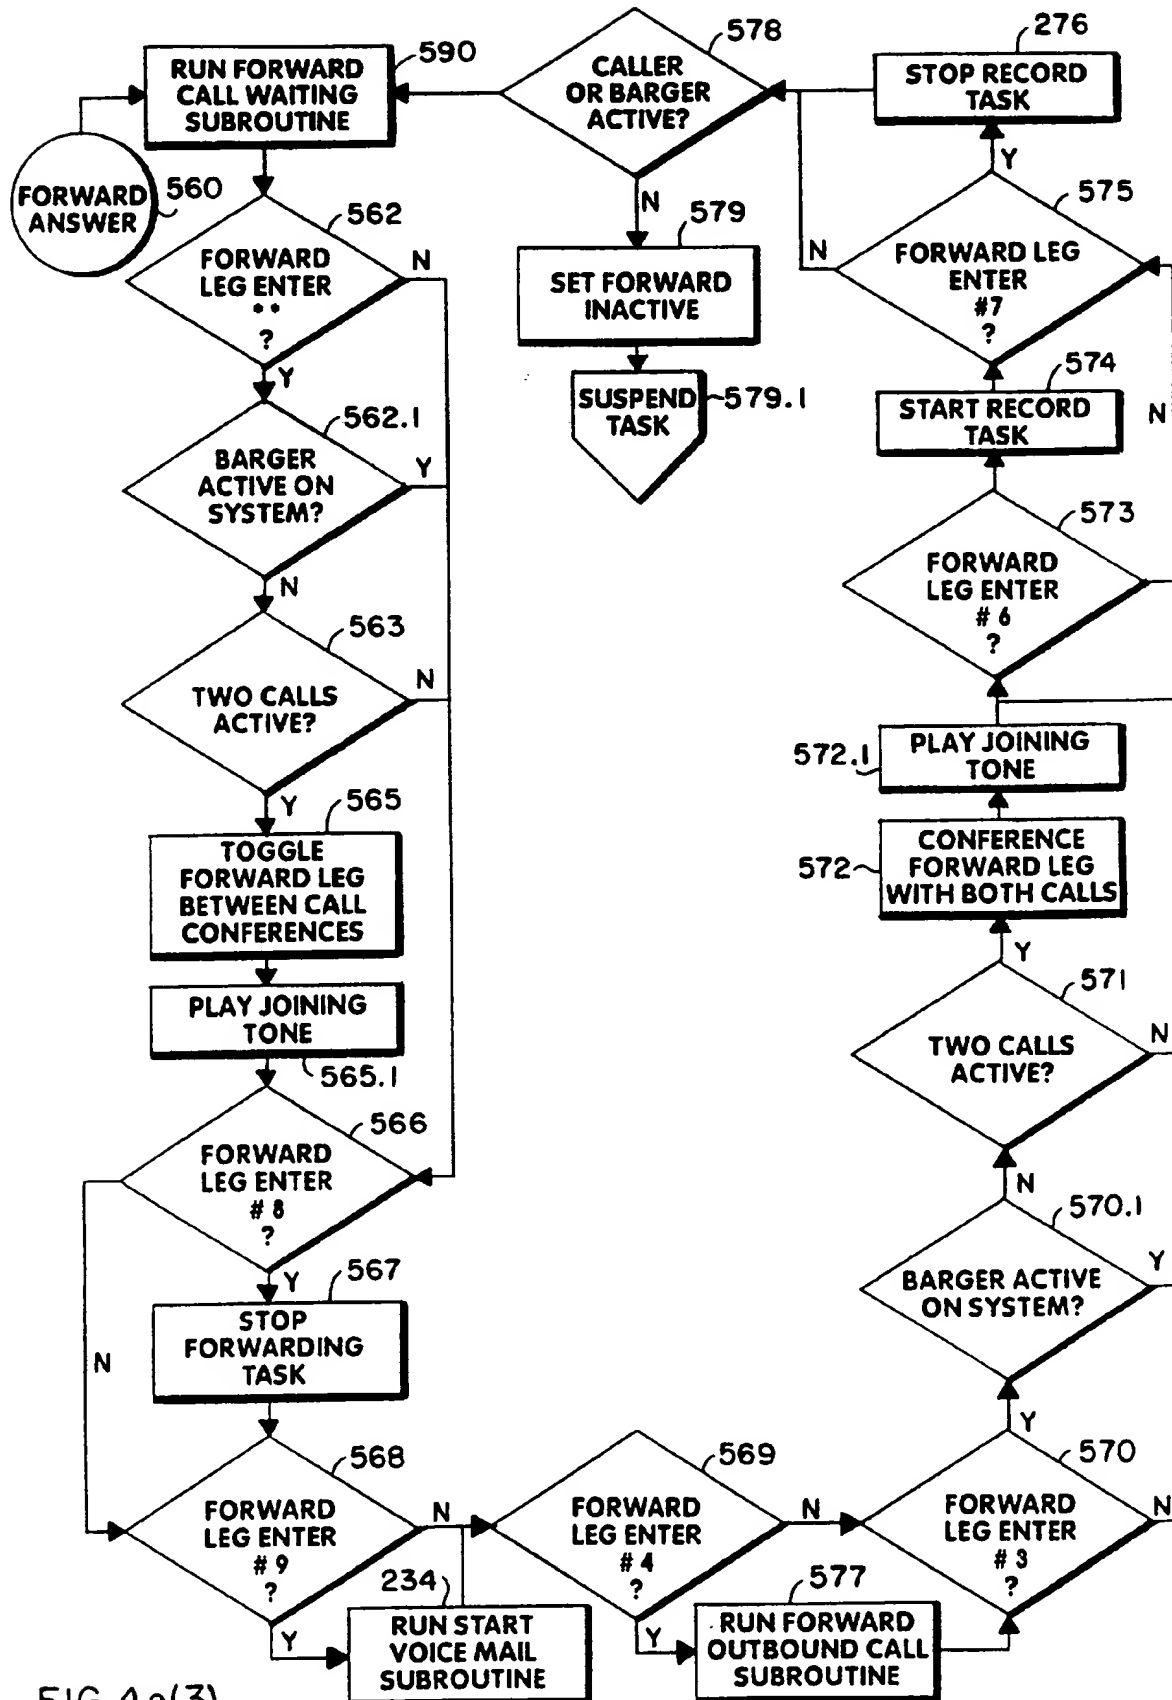 590
RUN FORWARD
CALL WAITING
SUBROUTINE
578
CALLER
OR BARGER
ACTIVE?
276
STOP RECORD
TASK
FORWARD
ANSWER
560
562
FORWARD
LEG ENTER
**
?
N
Y
N
579
SET FORWARD
INACTIVE
SUSPEND
TASK
579.1
Y
575
FORWARD LEG
ENTER
#7
?
N
574
START RECORD
TASK
N
562.1
BARGER
ACTIVE ON
SYSTEM?
Y
N
573
FORWARD
LEG ENTER
#6
?
563
TWO CALLS
ACTIVE?
N
Y
572.1
PLAY JOINING
TONE
565
TOGGLE
FORWARD LEG
BETWEEN CALL
CONFERENCES
572
CONFERENCE
FORWARD LEG
WITH BOTH CALLS
Y
PLAY JOINING
TONE
565.1
571
TWO CALLS
ACTIVE?
N
566
FORWARD
LEG ENTER
#8
?
Y
N
N
570.1
BARGER ACTIVE
ON SYSTEM?
Y
Y
567
STOP
FORWARDING
TASK
568
FORWARD
LEG ENTER
#9
?
N
Y
569
FORWARD
LEG ENTER
#4
?
N
Y
570
FORWARD
LEG ENTER
#3
?
N
234
RUN START
VOICE MAIL
SUBROUTINE
577
RUN FORWARD
OUTBOUND CALL
SUBROUTINE
FIG. 4a(3)